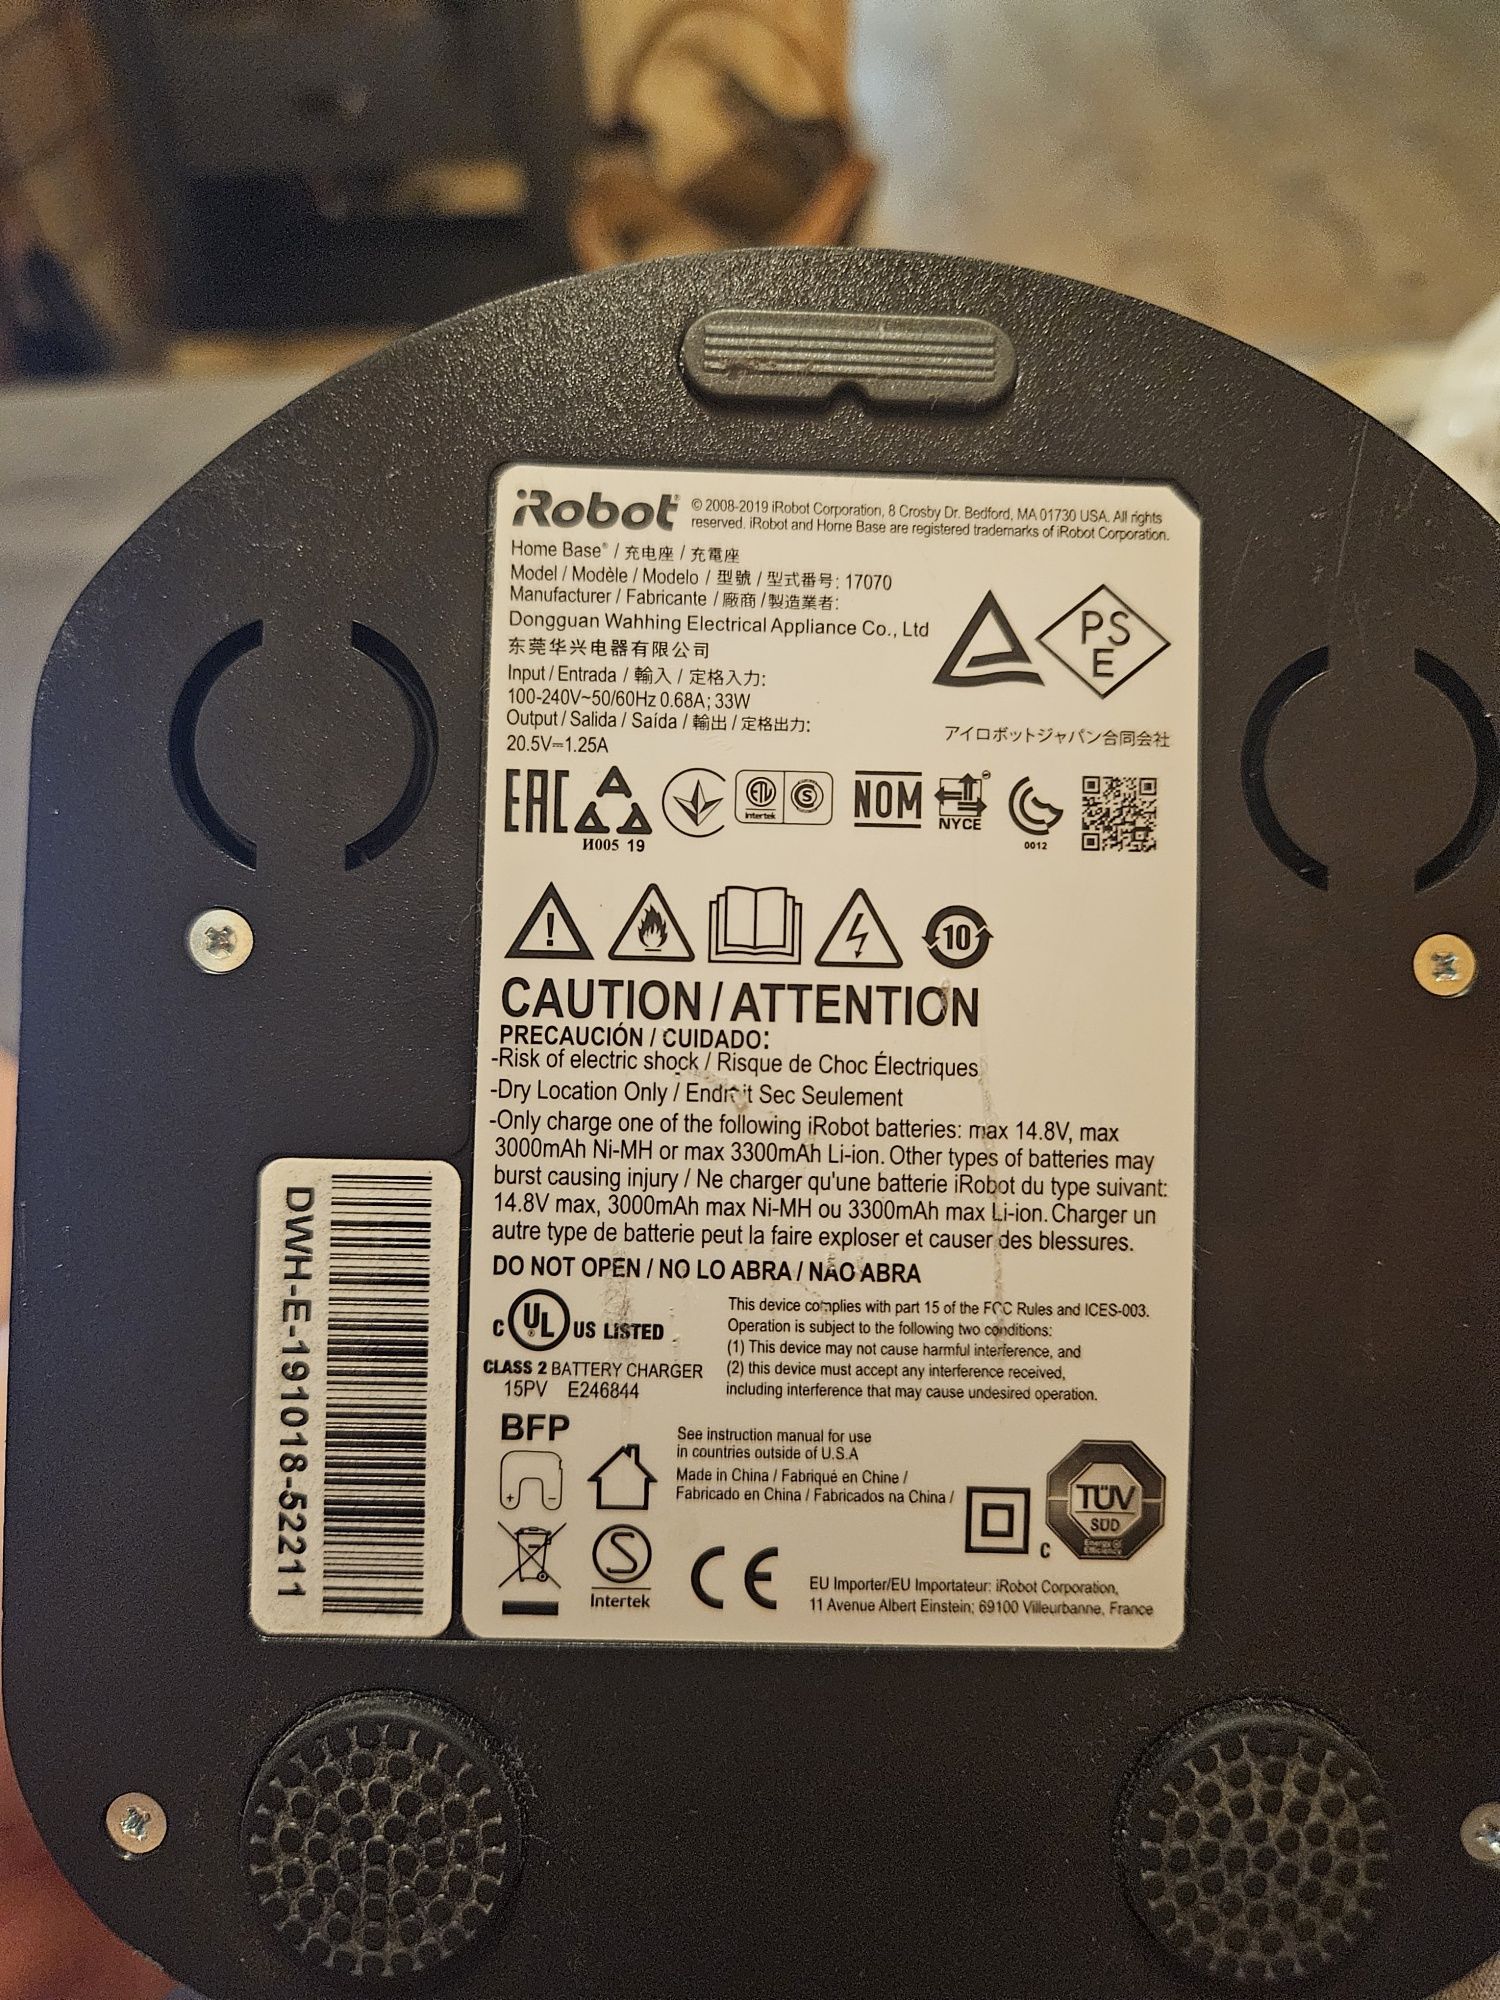 iRobot
© 2008-2019 iRobot Corporation, 8 Crosby Dr. Bedford, MA 01730 USA. All rights
reserved. iRobot and Home Base are registered trademarks of iRobot Corporation.
Home Base® / 充电座 / 充電座
Model / Modèle / Modelo / 型號 / 型式番号: 17070
Manufacturer / Fabricante / 廠商 / 製造業者:
Dongguan Wahhing Electrical Appliance Co., Ltd
东莞华兴电器有限公司
Input / Entrada / 輸入 / 定格入力:
100-240V~50/60Hz 0.68A; 33W
Output / Salida / Saída / 輸出 / 定格出力:
20.5V⎓1.25A
PS
E
アイロボットジャパン合同会社
EAC
И005 19
ETL
Intertek
S
NOM
NYCE
0012
!
10
CAUTION / ATTENTION
PRECAUCIÓN / CUIDADO:
-Risk of electric shock / Risque de Choc Électriques
-Dry Location Only / Endroit Sec Seulement
-Only charge one of the following iRobot batteries: max 14.8V, max
3000mAh Ni-MH or max 3300mAh Li-ion. Other types of batteries may
burst causing injury / Ne charger qu'une batterie iRobot du type suivant:
14.8V max, 3000mAh max Ni-MH ou 3300mAh max Li-ion. Charger un
autre type de batterie peut la faire exploser et causer des blessures.
DO NOT OPEN / NO LO ABRA / NÃO ABRA
C UL US LISTED
CLASS 2 BATTERY CHARGER
15PV E246844
This device complies with part 15 of the FCC Rules and ICES-003.
Operation is subject to the following two conditions:
(1) This device may not cause harmful interference, and
(2) this device must accept any interference received,
including interference that may cause undesired operation.
BFP
+ −
See instruction manual for use
in countries outside of U.S.A
Made in China / Fabriqué en Chine /
Fabricado en China / Fabricados na China /
C
TÜV
SÜD
Energy
Efficiency
S
Intertek
CE
EU Importer/EU Importateur: iRobot Corporation,
11 Avenue Albert Einstein; 69100 Villeurbanne, France
DWH-E-191018-52211